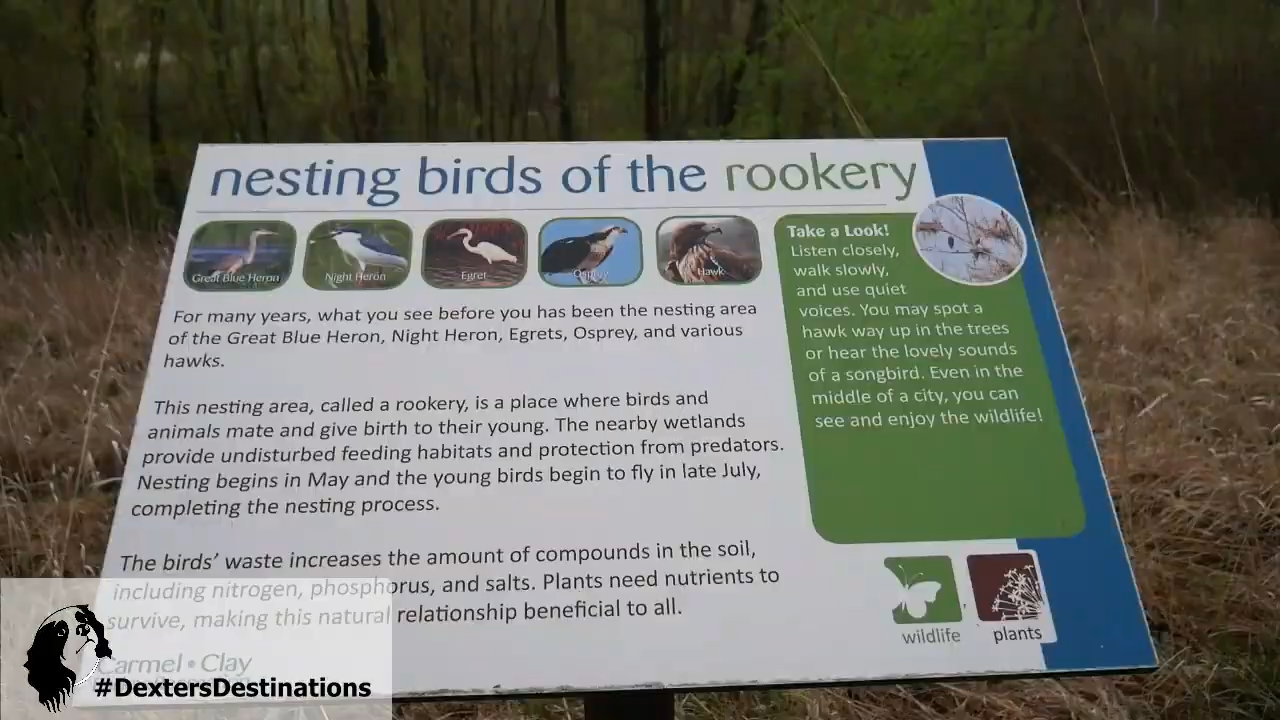 nesting birds of the rookery
Great Blue Heron
Night Heron
Egret
Osprey
Hawk
For many years, what you see before you has been the nesting area
of the Great Blue Heron, Night Heron, Egrets, Osprey, and various
hawks.
This nesting area, called a rookery, is a place where birds and
animals mate and give birth to their young. The nearby wetlands
provide undisturbed feeding habitats and protection from predators.
Nesting begins in May and the young birds begin to fly in late July,
completing the nesting process.
The birds’ waste increases the amount of compounds in the soil,
including nitrogen, phosphorus, and salts. Plants need nutrients to
survive, making this natural relationship beneficial to all.
Take a Look!
Listen closely,
walk slowly,
and use quiet
voices. You may spot a
hawk way up in the trees
or hear the lovely sounds
of a songbird. Even in the
middle of a city, you can
see and enjoy the wildlife!
wildlife
plants
Carmel • Clay
#DextersDestinations